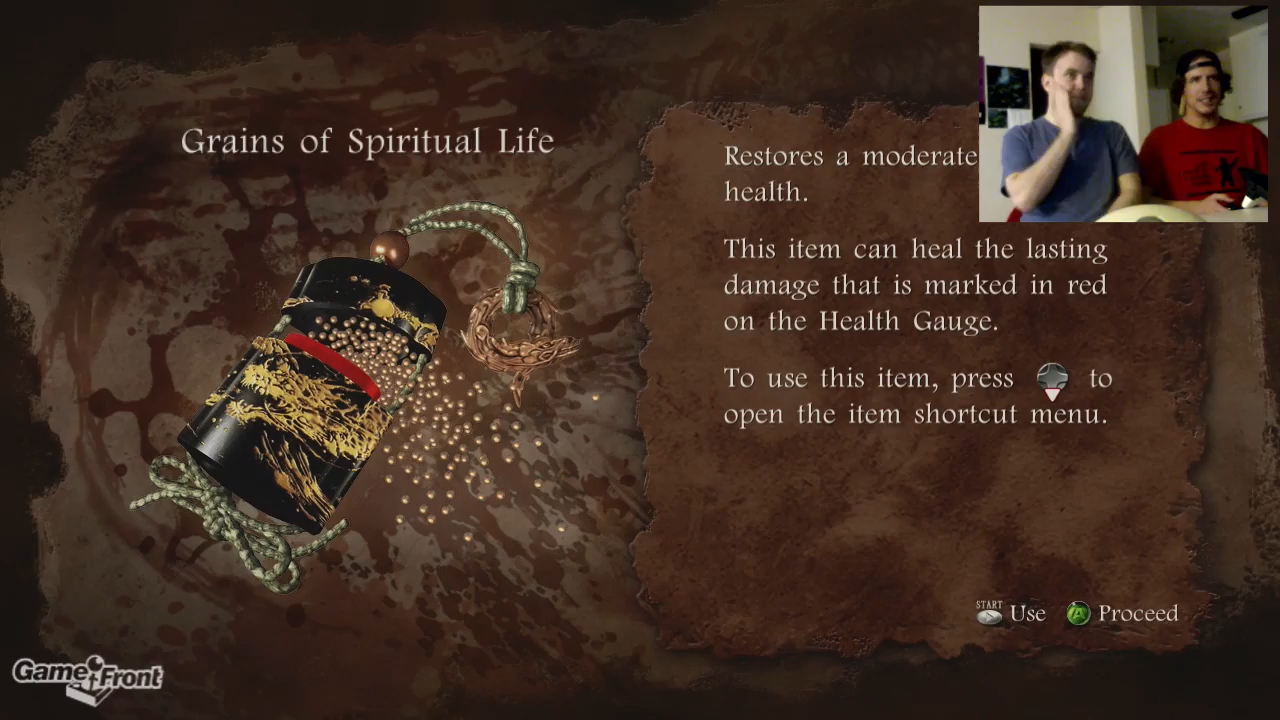 Grains of Spiritual Life
Restores a moderate
health.
This item can heal the lasting
damage that is marked in red
on the Health Gauge.
To use this item, press to
open the item shortcut menu.
START Use A Proceed
GameFront